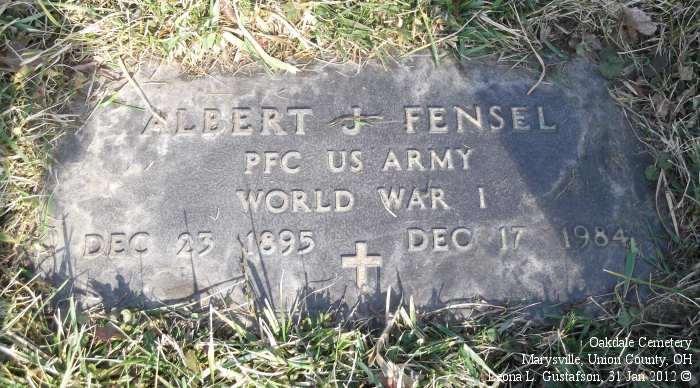 ALBERT J FENSEL
PFC US ARMY
WORLD WAR I
DEC 25 1895 DEC 17 1984
Oakdale Cemetery
Marysville, Union County, OH
Leona L. Gustafson, 31 Jan 2012 ©